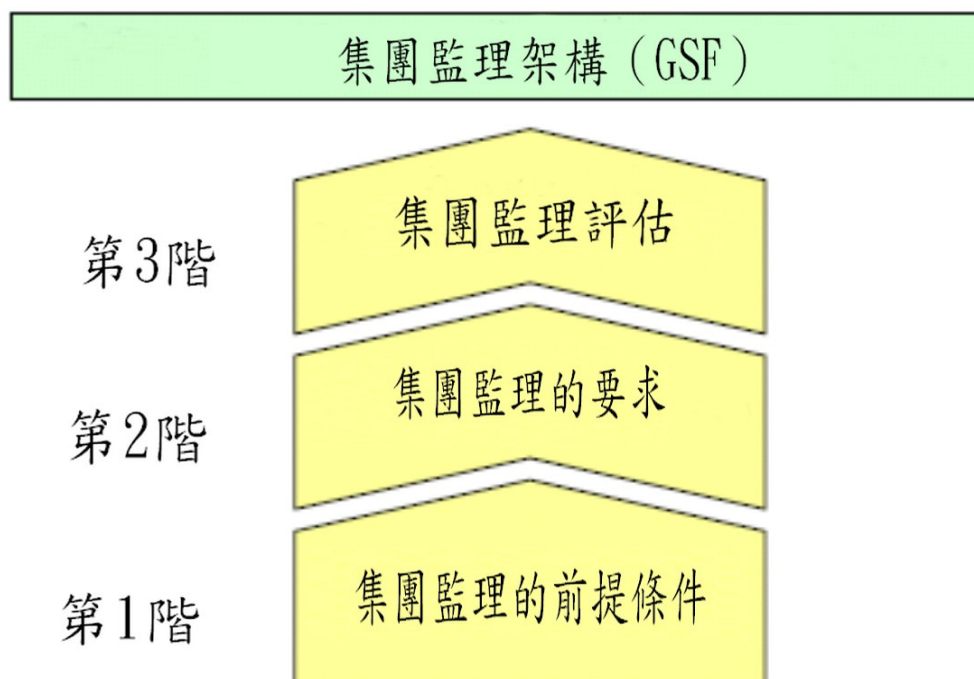 集團監理架構（GSF）
第3階
集團監理評估
第2階
集團監理的要求
第1階
集團監理的前提條件